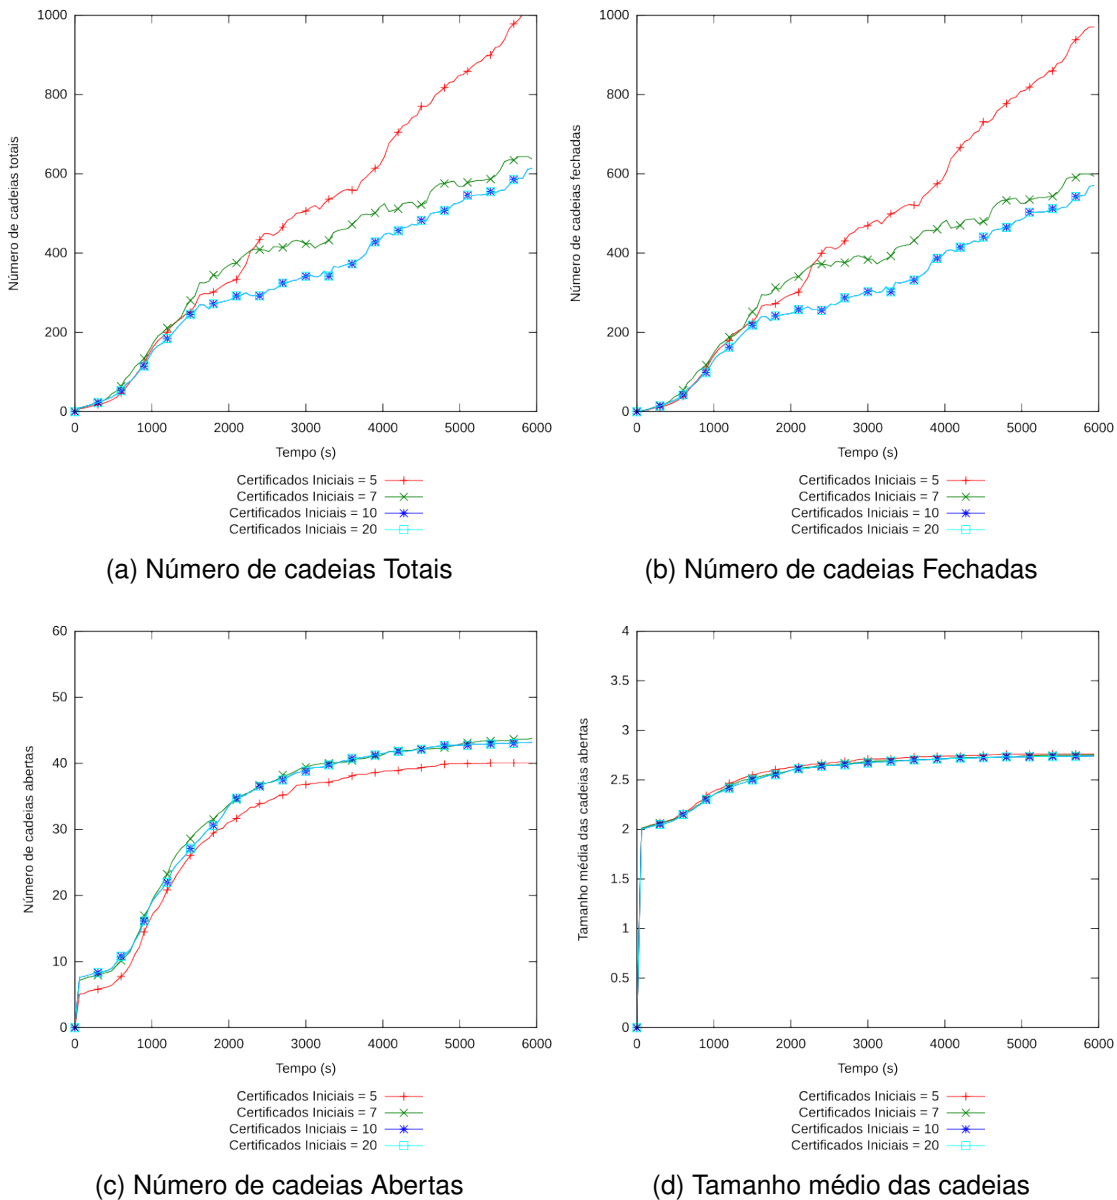 1000
800
600
400
200
0
Número de cadeias totais
0 1000 2000 3000 4000 5000 6000
Tempo (s)
Certificados Iniciais = 5
Certificados Iniciais = 7
Certificados Iniciais = 10
Certificados Iniciais = 20
(a) Número de cadeias Totais
1000
800
600
400
200
0
Número de cadeias fechadas
0 1000 2000 3000 4000 5000 6000
Tempo (s)
Certificados Iniciais = 5
Certificados Iniciais = 7
Certificados Iniciais = 10
Certificados Iniciais = 20
(b) Número de cadeias Fechadas
60
50
40
30
20
10
0
Número de cadeias abertas
0 1000 2000 3000 4000 5000 6000
Tempo (s)
Certificados Iniciais = 5
Certificados Iniciais = 7
Certificados Iniciais = 10
Certificados Iniciais = 20
(c) Número de cadeias Abertas
4
3.5
3
2.5
2
1.5
1
0.5
0
Tamanho média das cadeias abertas
0 1000 2000 3000 4000 5000 6000
Tempo (s)
Certificados Iniciais = 5
Certificados Iniciais = 7
Certificados Iniciais = 10
Certificados Iniciais = 20
(d) Tamanho médio das cadeias